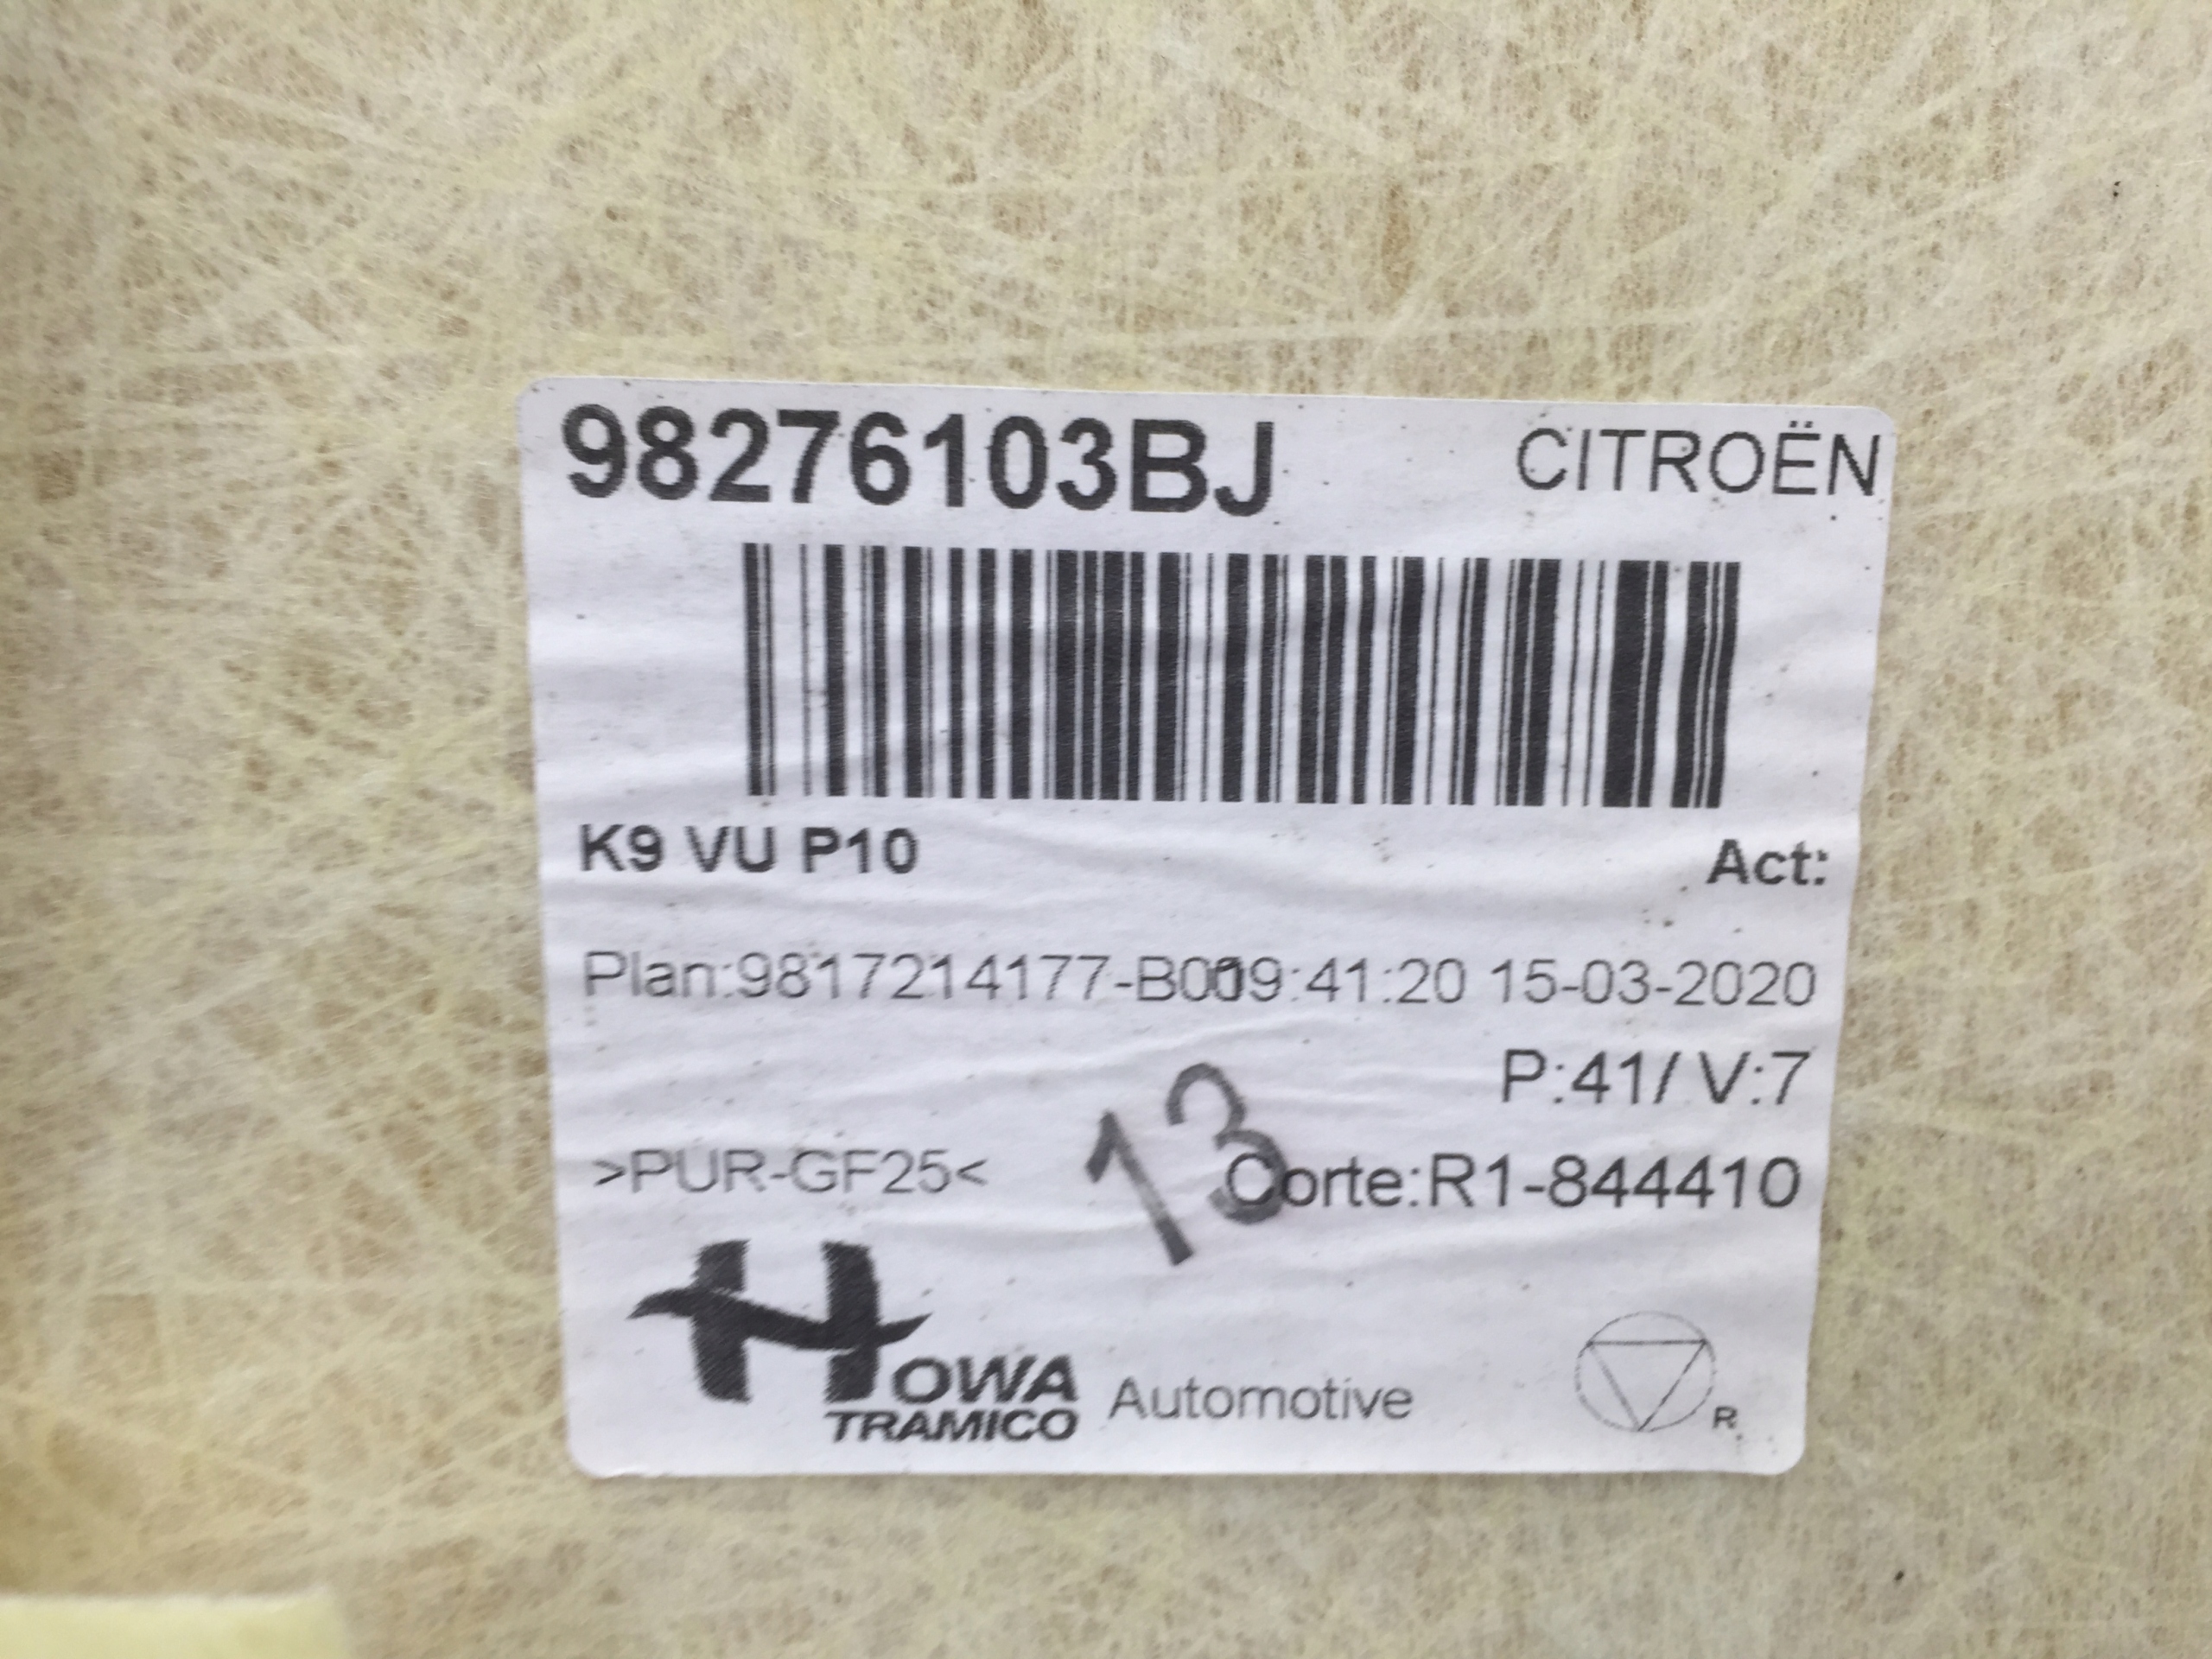 98276103BJ CITROËN
K9 VU P10 Act:
Plan:9817214177-B009:41:20 15-03-2020
P:41/ V:7
13
>PUR-GF25< Corte:R1-844410
HOWA
TRAMICO Automotive
R